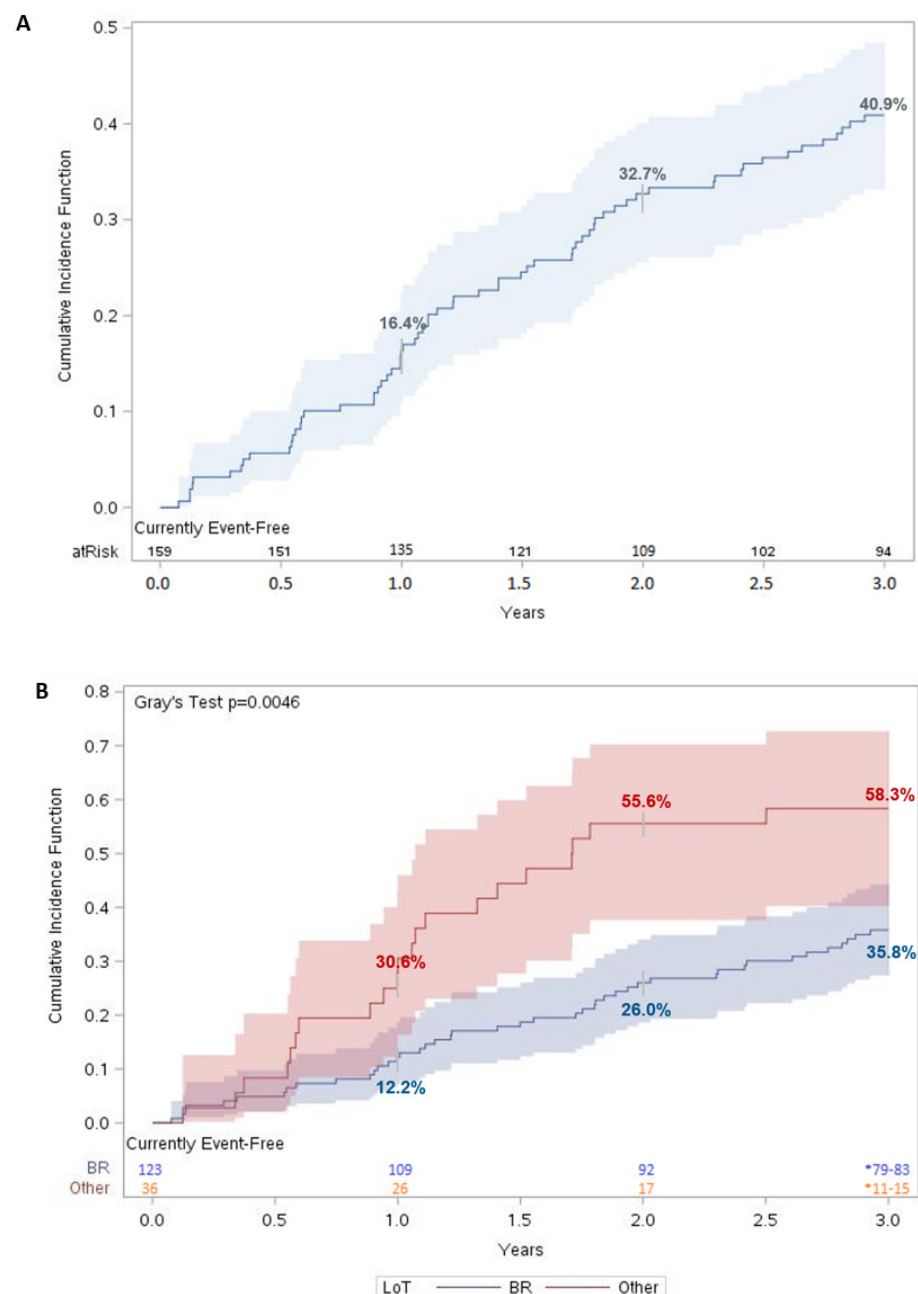 A
0.5
0.4
0.3
0.2
0.1
0.0
Cumulative Incidence Function
16.4%
32.7%
40.9%
Currently Event-Free
atRisk 159 151 135 121 109 102 94
0.0 0.5 1.0 1.5 2.0 2.5 3.0
Years
B
Gray's Test p=0.0046
0.8
0.7
0.6
0.5
0.4
0.3
0.2
0.1
0.0
Cumulative Incidence Function
30.6%
55.6%
58.3%
12.2%
26.0%
35.8%
Currently Event-Free
BR 123 109 92 *79-83
Other 36 26 17 *11-15
0.0 0.5 1.0 1.5 2.0 2.5 3.0
Years
LoT BR Other